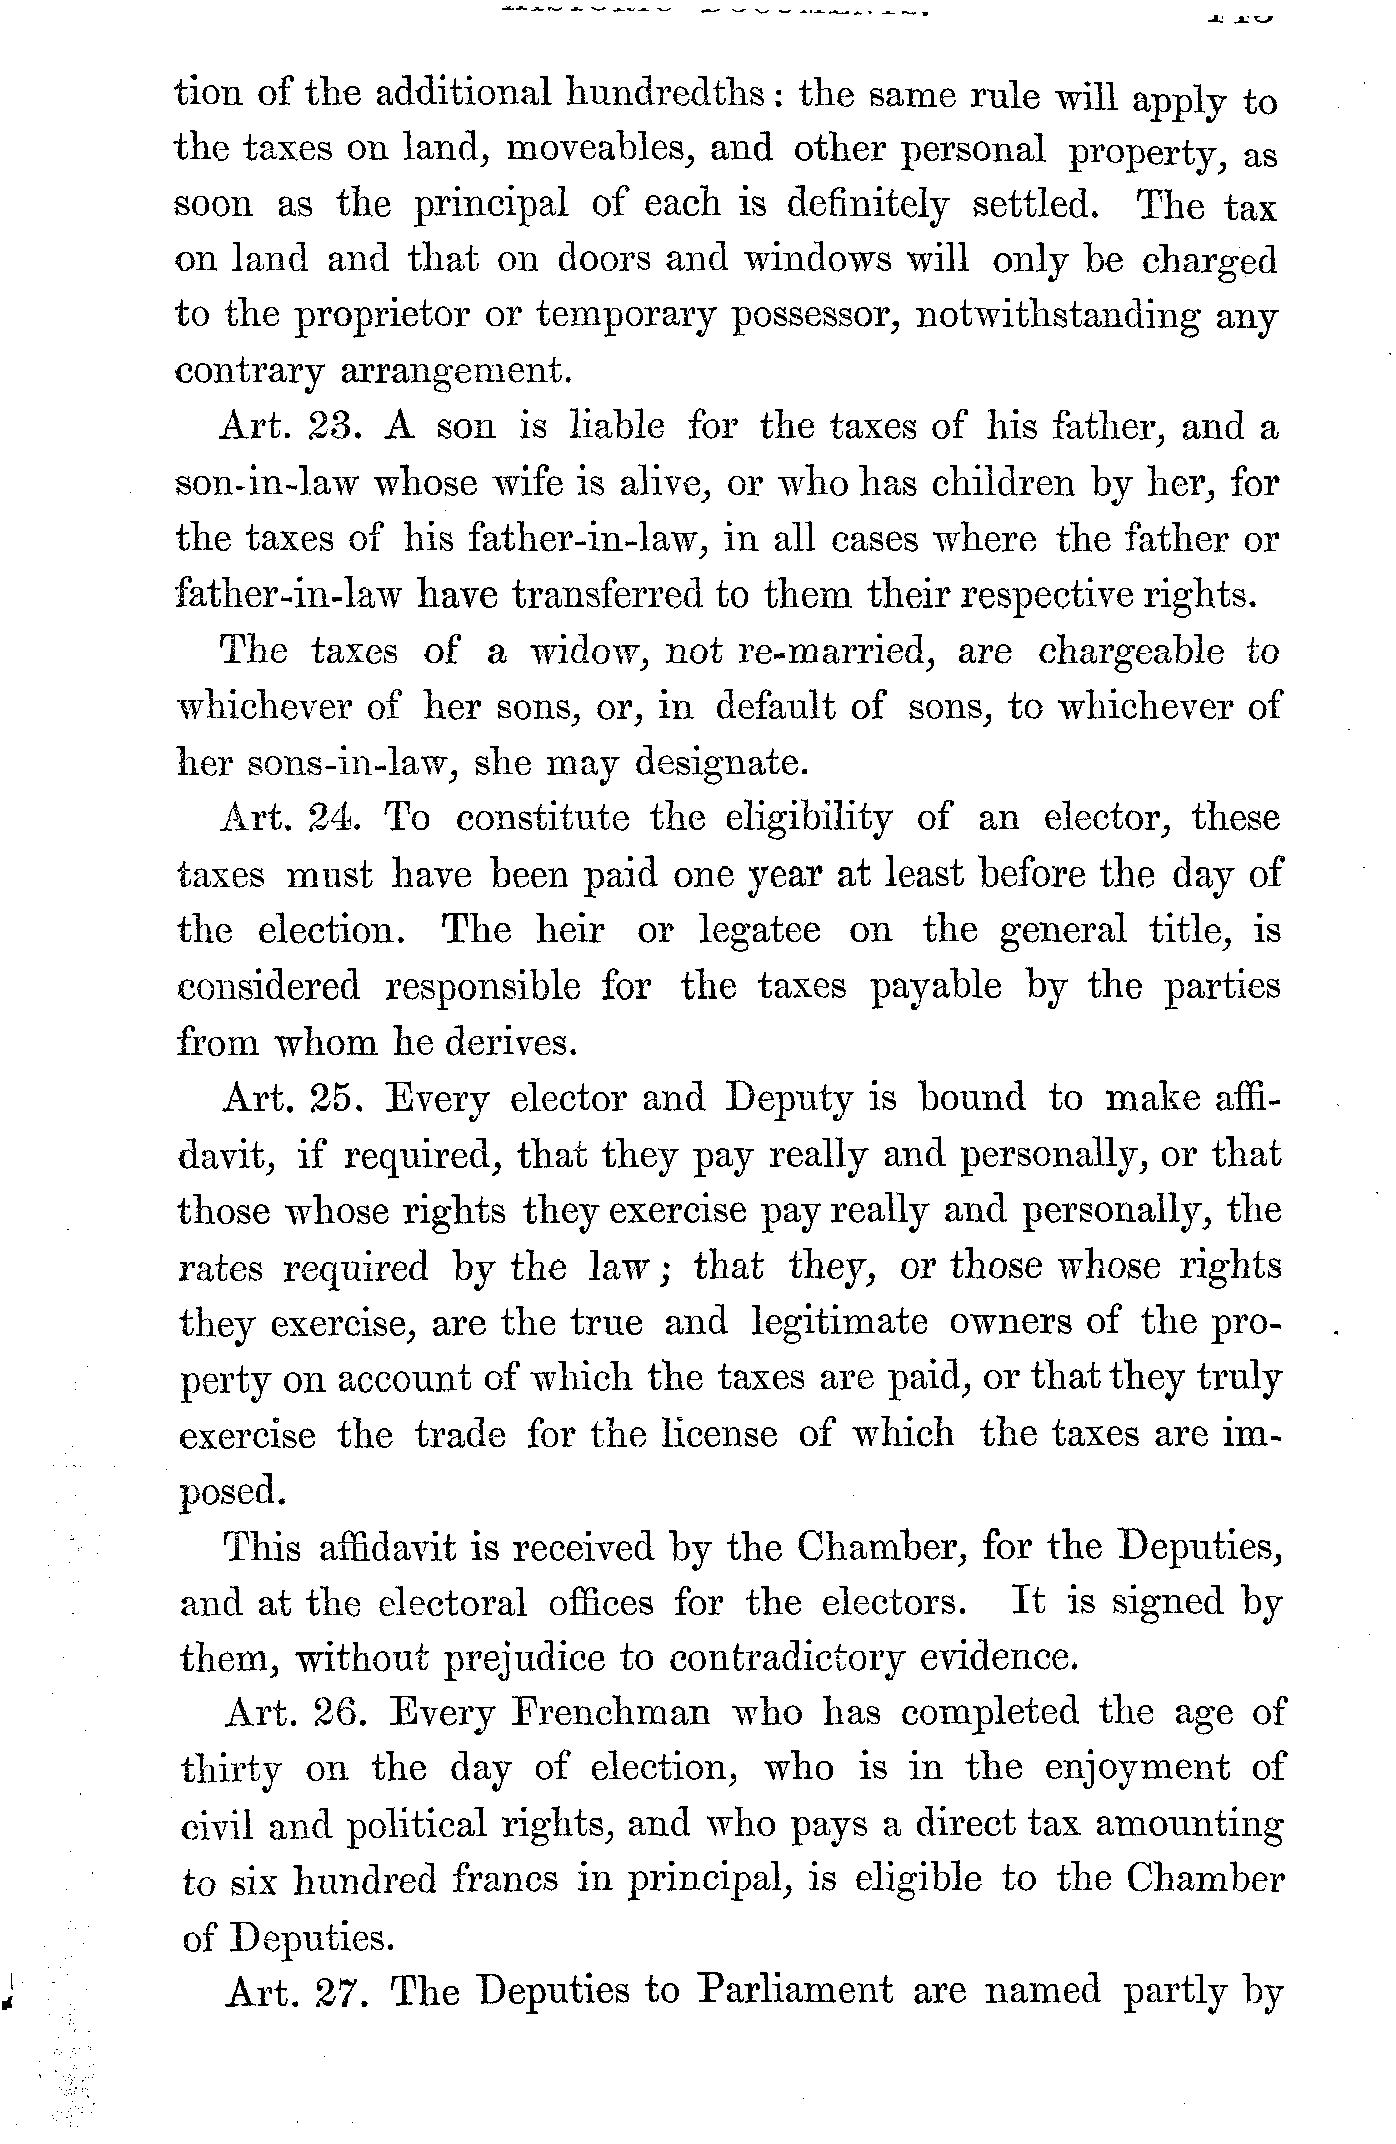 tion of the additional hundredths: the same rule will apply to
the taxes on land, moveables, and other personal property, as
soon as the principal of each is definitely settled. The tax
on land and that on doors and windows will only be charged
to the proprietor or temporary possessor, notwithstanding any
contrary arrangement.
Art. 23. A son is liable for the taxes of his father, and a
son-in-law whose wife is alive, or who has children by her, for
the taxes of his father-in-law, in all cases where the father or
father-in-law have transferred to them their respective rights.
The taxes of a widow, not re-married, are chargeable to
whichever of her sons, or, in default of sons, to whichever of
her sons-in-law, she may designate.
Art. 24. To constitute the eligibility of an elector, these
taxes must have been paid one year at least before the day of
the election. The heir or legatee on the general title, is
considered responsible for the taxes payable by the parties
from whom he derives.
Art. 25. Every elector and Deputy is bound to make affi-
davit, if required, that they pay really and personally, or that
those whose rights they exercise pay really and personally, the
rates required by the law; that they, or those whose rights
they exercise, are the true and legitimate owners of the pro-
perty on account of which the taxes are paid, or that they truly
exercise the trade for the license of which the taxes are im-
posed.
This affidavit is received by the Chamber, for the Deputies,
and at the electoral offices for the electors. It is signed by
them, without prejudice to contradictory evidence.
Art. 26. Every Frenchman who has completed the age of
thirty on the day of election, who is in the enjoyment of
civil and political rights, and who pays a direct tax amounting
to six hundred francs in principal, is eligible to the Chamber
of Deputies.
Art. 27. The Deputies to Parliament are named partly by